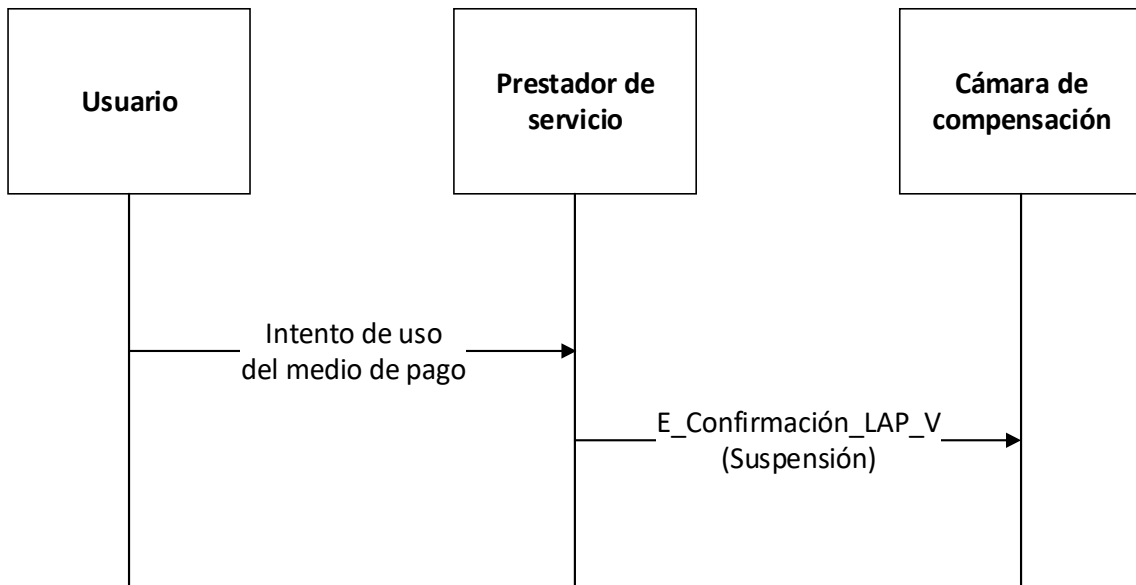 Usuario
Prestador de
servicio
Cámara de
compensación
Intento de uso
del medio de pago
E_Confirmación_LAP_V
(Suspensión)